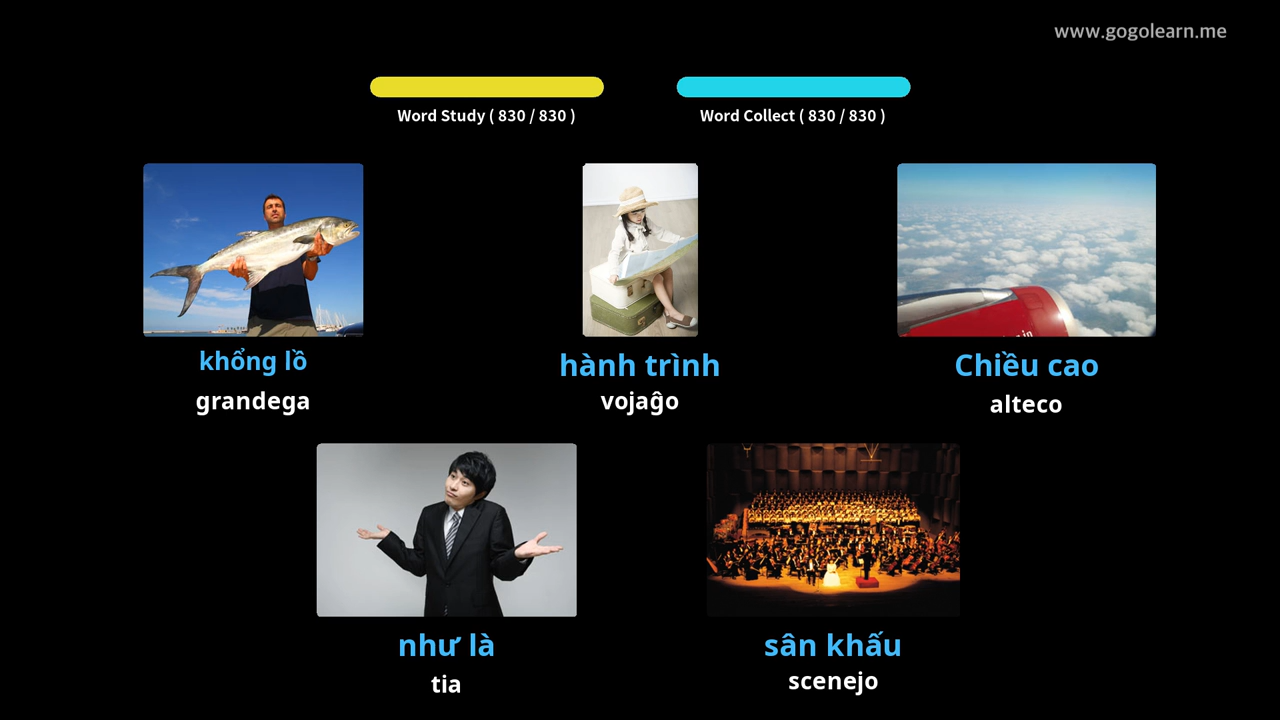 www.gogolearn.me
Word Study ( 830 / 830 )
Word Collect ( 830 / 830 )
khổng lồ
grandega
hành trình
vojaĝo
Chiều cao
alteco
như là
tia
sân khấu
scenejo